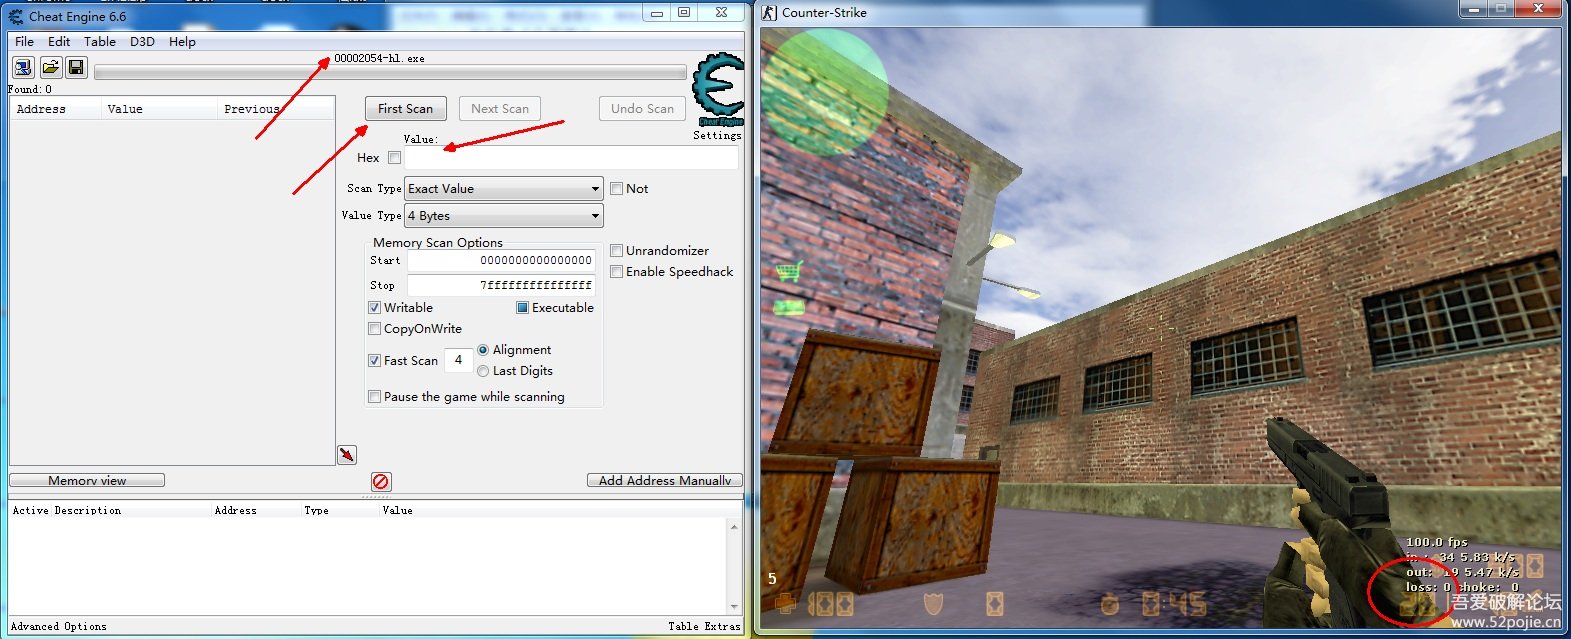 Cheat Engine 6.6
File Edit Table D3D Help
00002054-hl.exe
Found: 0
Address Value Previous
First Scan Next Scan Undo Scan
Cheat Engine
Settings
Value:
Hex
Scan Type Exact Value Not
Value Type 4 Bytes
Memory Scan Options
Start 0000000000000000
Stop 7fffffffffffffff
Unrandomizer
Enable Speedhack
Writable Executable
CopyOnWrite
Fast Scan 4 Alignment
Last Digits
Pause the game while scanning
Memory view
Add Address Manually
Active Description Address Type Value
Advanced Options Table Extras
Counter-Strike
100.0 fps
in : 34 5.83 k/s
out: 19 5.47 k/s
loss: 0 choke: 0
5
100
0
0:45
20
吾爱破解论坛
www.52pojie.cn